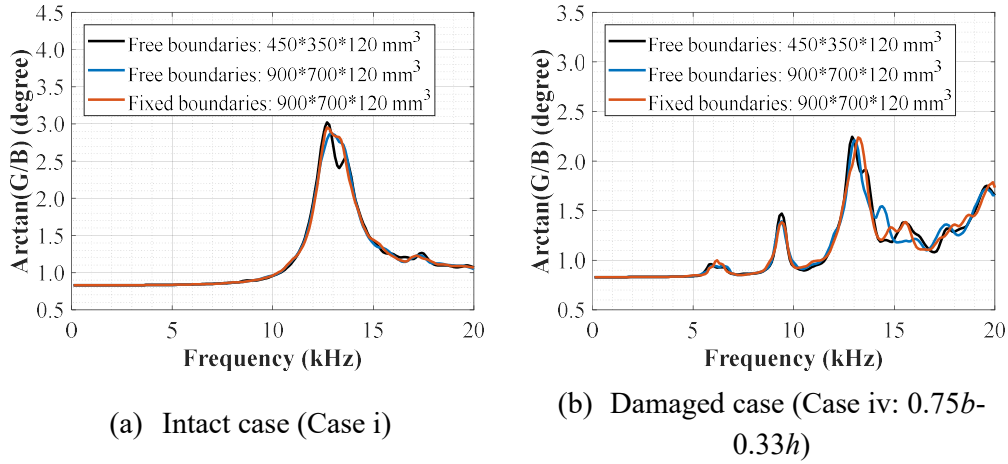 4.5
4.0
3.5
3.0
2.5
2.0
1.5
1.0
0.5
Arctan(G/B) (degree)
Free boundaries: 450*350*120 mm³
Free boundaries: 900*700*120 mm³
Fixed boundaries: 900*700*120 mm³
0 5 10 15 20
Frequency (kHz)
(a) Intact case (Case i)
3.5
3.0
2.5
2.0
1.5
1.0
0.5
Arctan(G/B) (degree)
Free boundaries: 450*350*120 mm³
Free boundaries: 900*700*120 mm³
Fixed boundaries: 900*700*120 mm³
0 5 10 15 20
Frequency (kHz)
(b) Damaged case (Case iv: 0.75b-
0.33h)